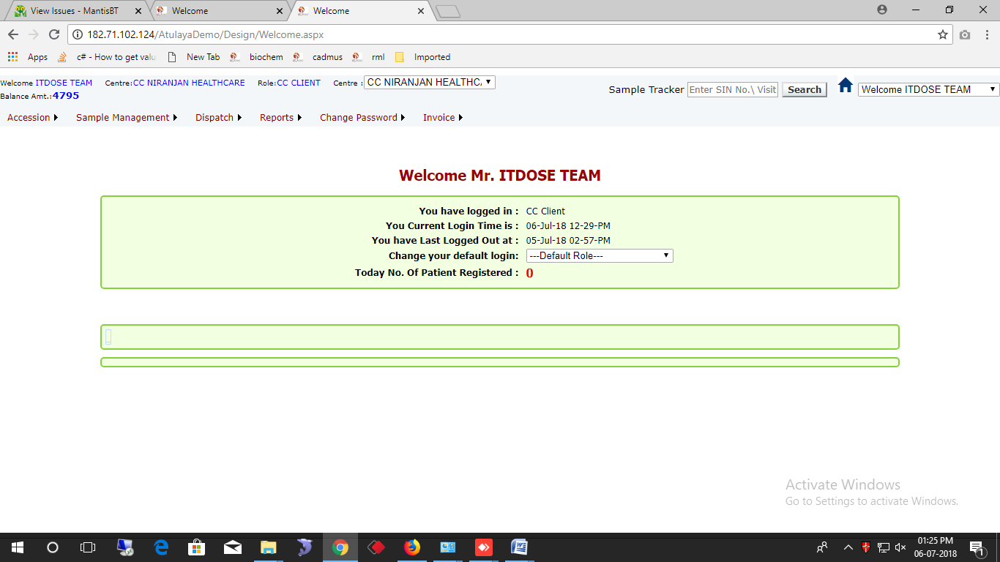 View Issues - MantisBT
Welcome
Welcome
182.71.102.124/AtulayaDemo/Design/Welcome.aspx
Apps c# - How to get valu New Tab biochem cadmus rml Imported
Welcome ITDOSE TEAM Centre:CC NIRANJAN HEALTHCARE Role:CC CLIENT Centre : CC NIRANJAN HEALTHC
Balance Amt.:4795
Sample Tracker Enter SIN No.\ Visit Search Welcome ITDOSE TEAM
Accession Sample Management Dispatch Reports Change Password Invoice
Welcome Mr. ITDOSE TEAM
You have logged in : CC Client
You Current Login Time is : 06-Jul-18 12-29-PM
You have Last Logged Out at : 05-Jul-18 02-57-PM
Change your default login: ---Default Role---
Today No. Of Patient Registered : 0
Activate Windows
Go to Settings to activate Windows.
01:25 PM
06-07-2018
1